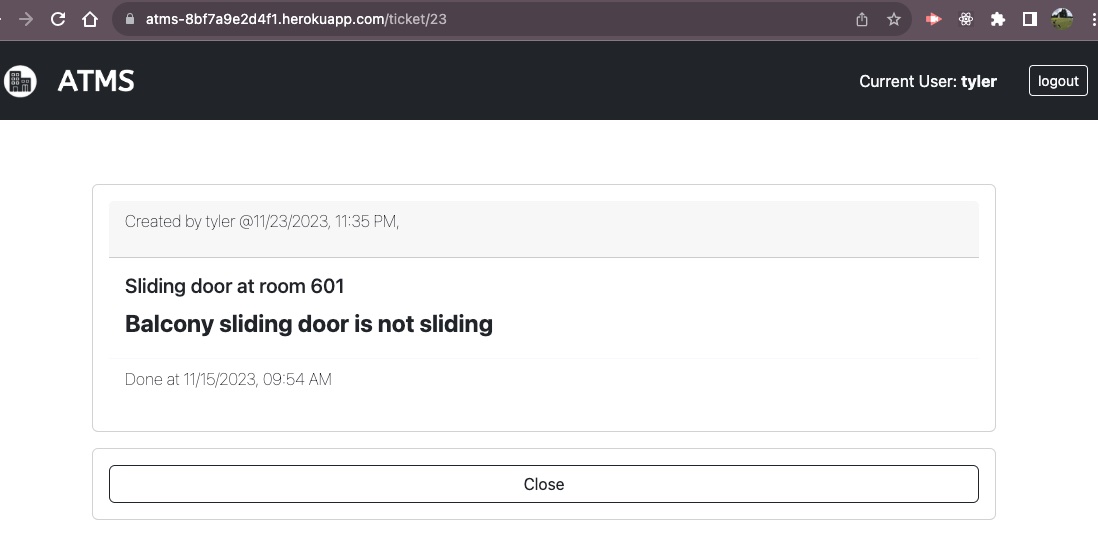 atms-8bf7a9e2d4f1.herokuapp.com/ticket/23
ATMS
Current User: tyler
logout
Created by tyler @11/23/2023, 11:35 PM,
Sliding door at room 601
Balcony sliding door is not sliding
Done at 11/15/2023, 09:54 AM
Close